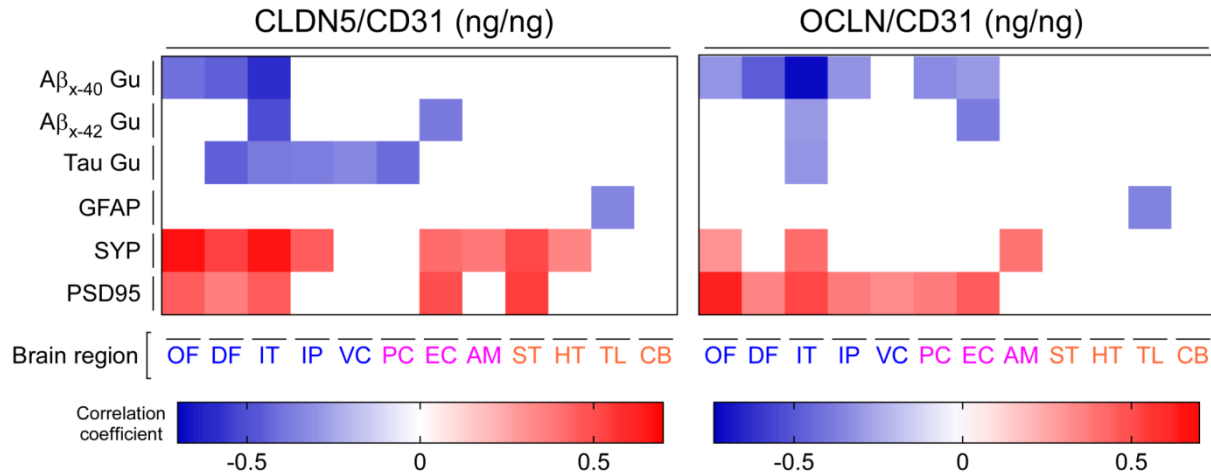 CLDN5/CD31 (ng/ng) OCLN/CD31 (ng/ng)
Aβx-40 Gu
Aβx-42 Gu
Tau Gu
GFAP
SYP
PSD95
Brain region OF DF IT IP VC PC EC AM ST HT TL CB OF DF IT IP VC PC EC AM ST HT TL CB
Correlation
coefficient
-0.5 0 0.5 -0.5 0 0.5